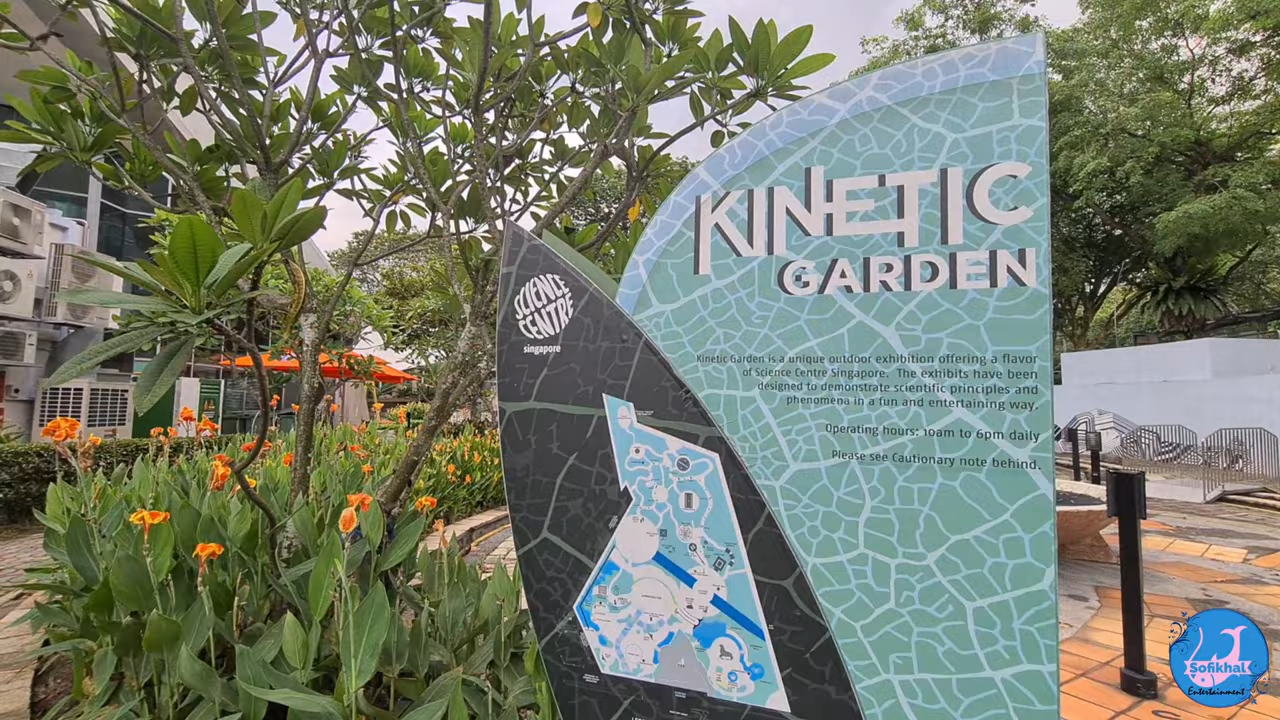 KINETIC
GARDEN
SCIENCE
CENTRE
singapore
Kinetic Garden is a unique outdoor exhibition offering a flavor
of Science Centre Singapore. The exhibits have been
designed to demonstrate scientific principles and
phenomena in a fun and entertaining way.
Operating hours: 10am to 6pm daily
Please see Cautionary note behind.
Sofikhal
Entertainment